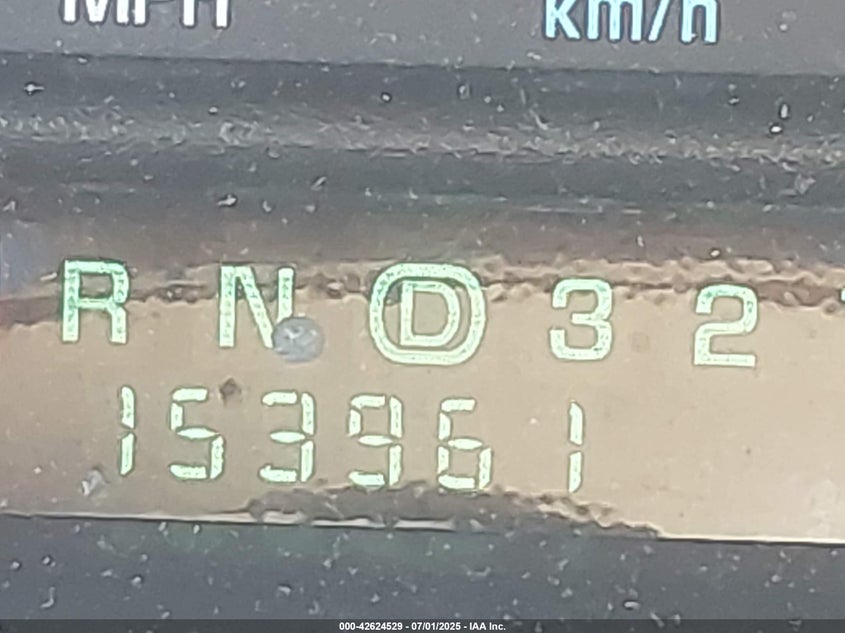 MPH km/h
R N D 3 2
153961
000-42624529 - 07/01/2025 - IAA Inc.